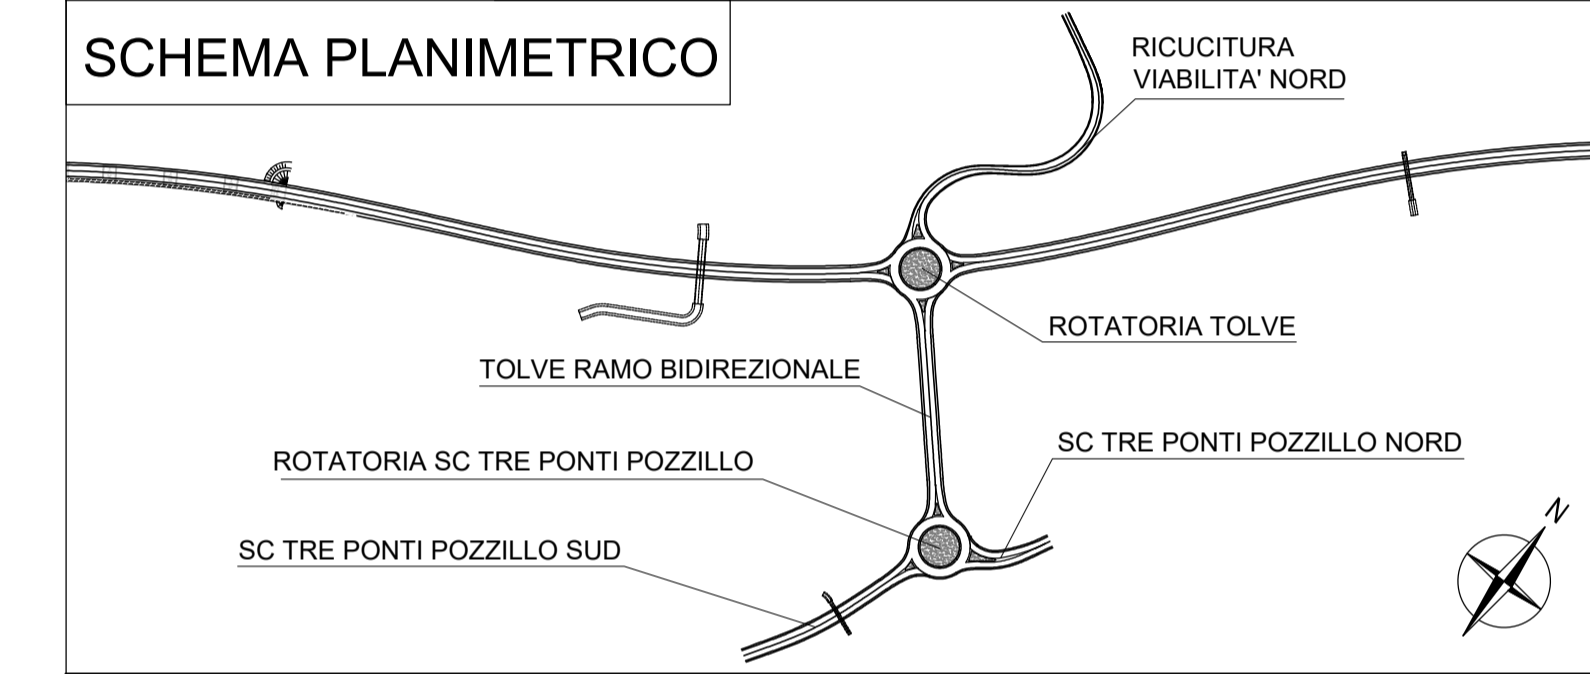 SCHEMA PLANIMETRICO
RICUCITURA
VIABILITA' NORD
ROTATORIA TOLVE
TOLVE RAMO BIDIREZIONALE
SC TRE PONTI POZZILLO NORD
ROTATORIA SC TRE PONTI POZZILLO
SC TRE PONTI POZZILLO SUD
N